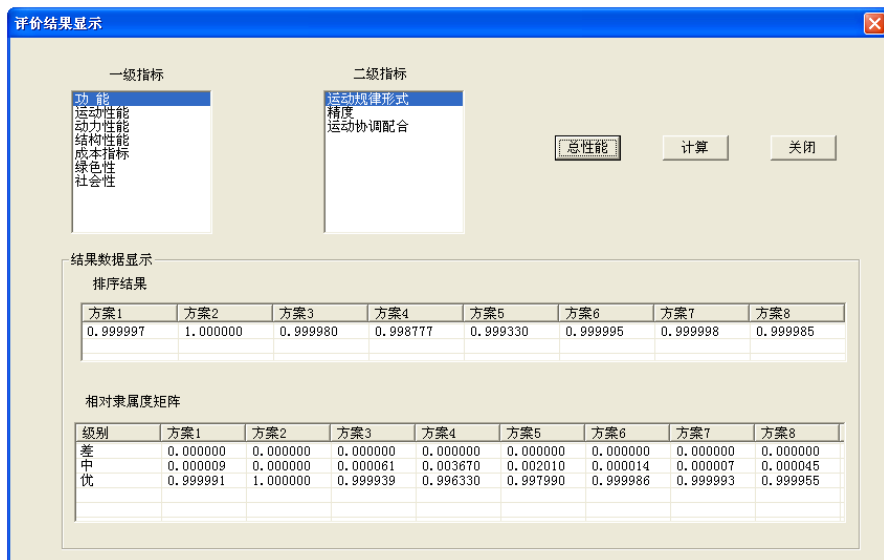 评价结果显示
一级指标 二级指标
功 能
运动性能
动力性能
结构性能
成本指标
绿色性
社会性
运动规律形式
精度
运动协调配合
总性能 计算 关闭
结果数据显示
排序结果
方案1 方案2 方案3 方案4 方案5 方案6 方案7 方案8
0.999997 1.000000 0.999980 0.998777 0.999330 0.999995 0.999998 0.999985
相对隶属度矩阵
级别 方案1 方案2 方案3 方案4 方案5 方案6 方案7 方案8
差 0.000000 0.000000 0.000000 0.000000 0.000000 0.000000 0.000000 0.000000
中 0.000009 0.000000 0.000061 0.003670 0.002010 0.000014 0.000007 0.000045
优 0.999991 1.000000 0.999939 0.996330 0.997990 0.999986 0.999993 0.999955